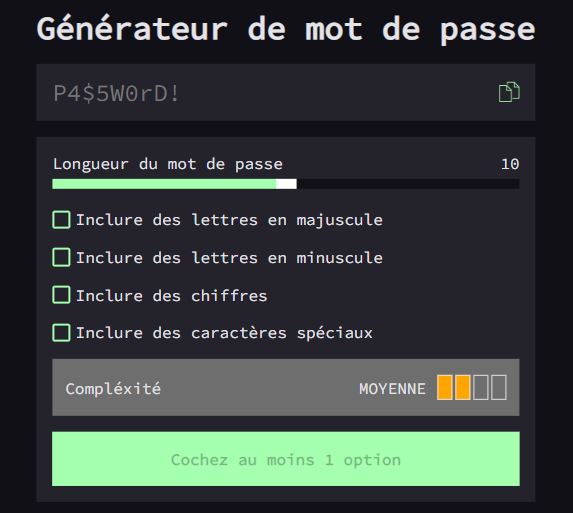 Générateur de mot de passe
P4$5W0rD!
Longueur du mot de passe 10
Inclure des lettres en majuscule
Inclure des lettres en minuscule
Inclure des chiffres
Inclure des caractères spéciaux
Compléxité MOYENNE
Cochez au moins 1 option